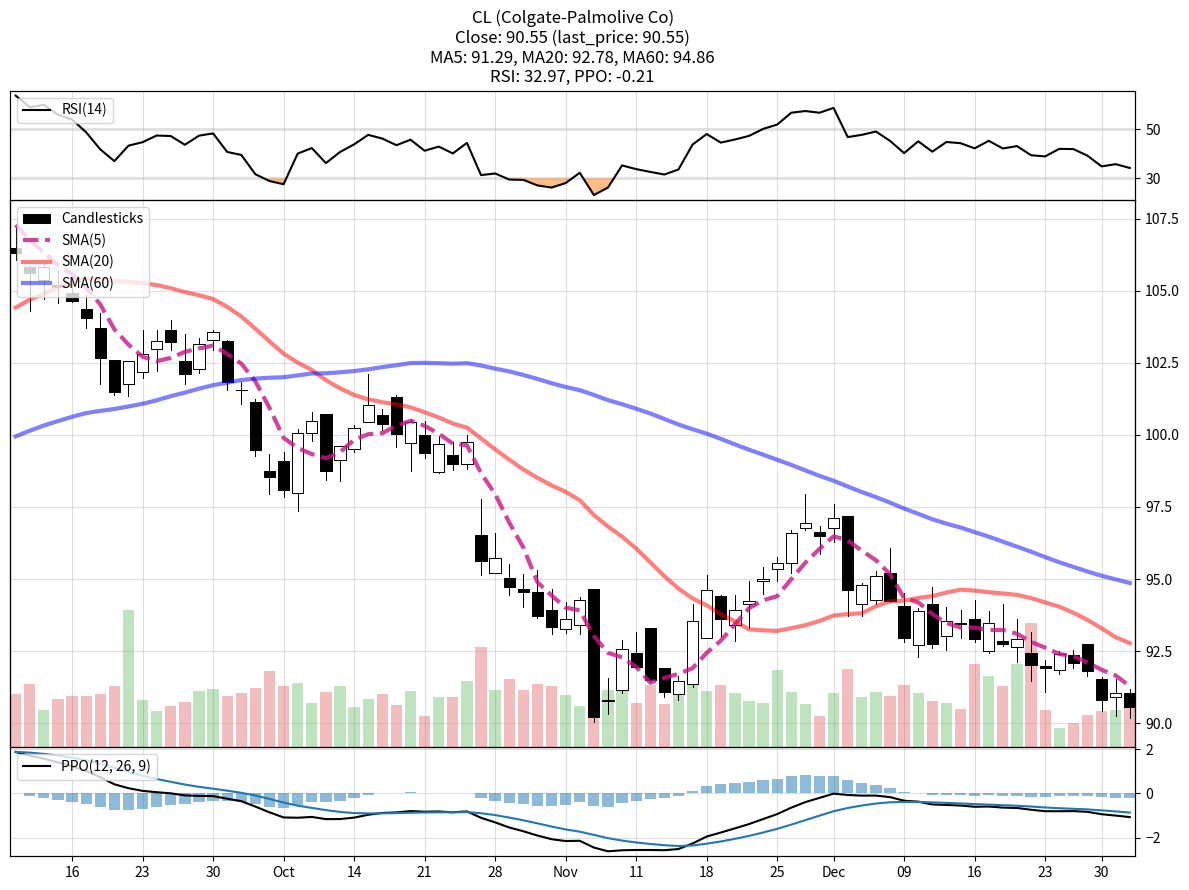 CL (Colgate-Palmolive Co)
Close: 90.55 (last_price: 90.55)
MA5: 91.29, MA20: 92.78, MA60: 94.86
RSI: 32.97, PPO: -0.21
RSI(14)
50
30
Candlesticks
SMA(5)
SMA(20)
SMA(60)
107.5
105.0
102.5
100.0
97.5
95.0
92.5
90.0
PPO(12, 26, 9)
2
0
−2
16 23 30 Oct 14 21 28 Nov 11 18 25 Dec 09 16 23 30